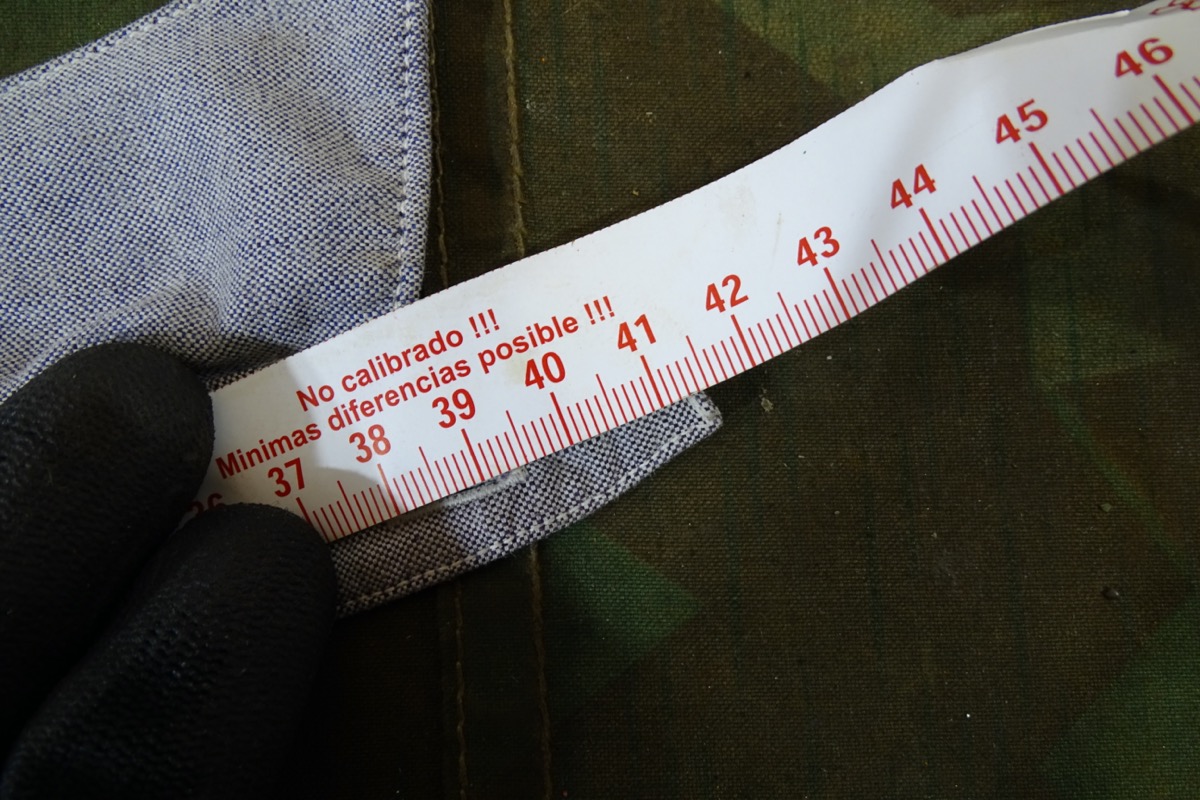 No calibrado !!!
Minimas diferencias posible !!!
37 38 39 40 41 42 43 44 45 46